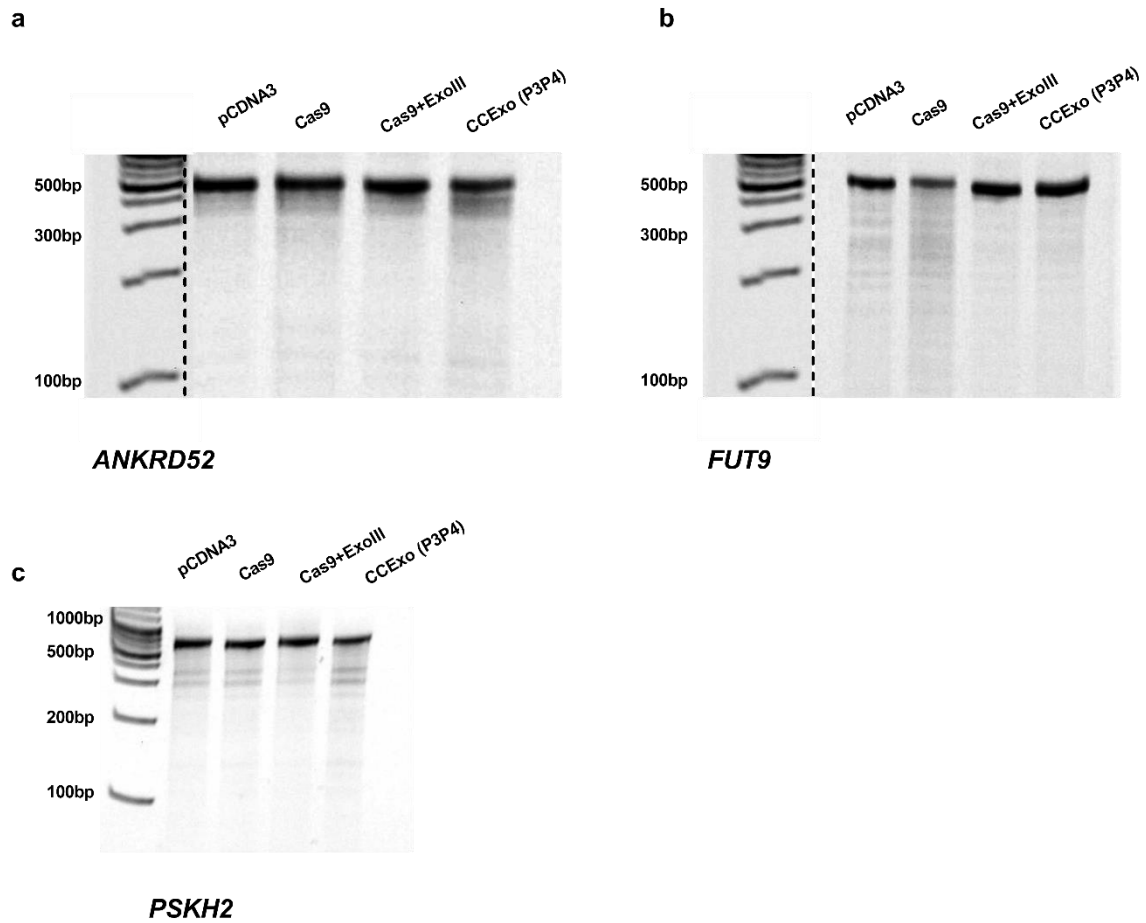 a
pCDNA3
Cas9
Cas9+ExoIII
CCExo (P3P4)
500bp
300bp
100bp
ANKRD52
b
pCDNA3
Cas9
Cas9+ExoIII
CCExo (P3P4)
500bp
300bp
100bp
FUT9
c
pCDNA3
Cas9
Cas9+ExoIII
CCExo (P3P4)
1000bp
500bp
200bp
100bp
PSKH2